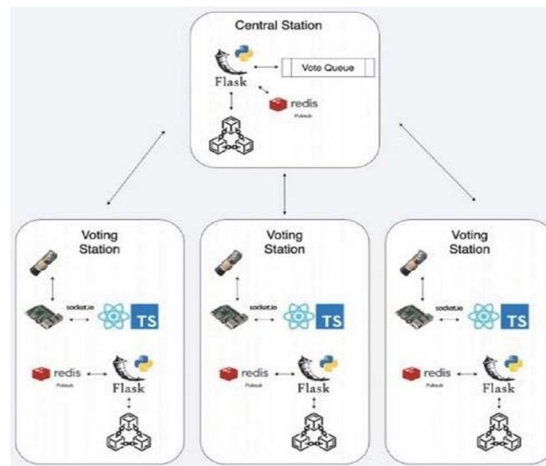 Central Station
Vote Queue
Flask
redis
Pubsub
Voting
Station
socket.io
TS
redis
Pubsub
Flask
Voting
Station
socket.io
TS
redis
Pubsub
Flask
Voting
Station
socket.io
TS
redis
Pubsub
Flask